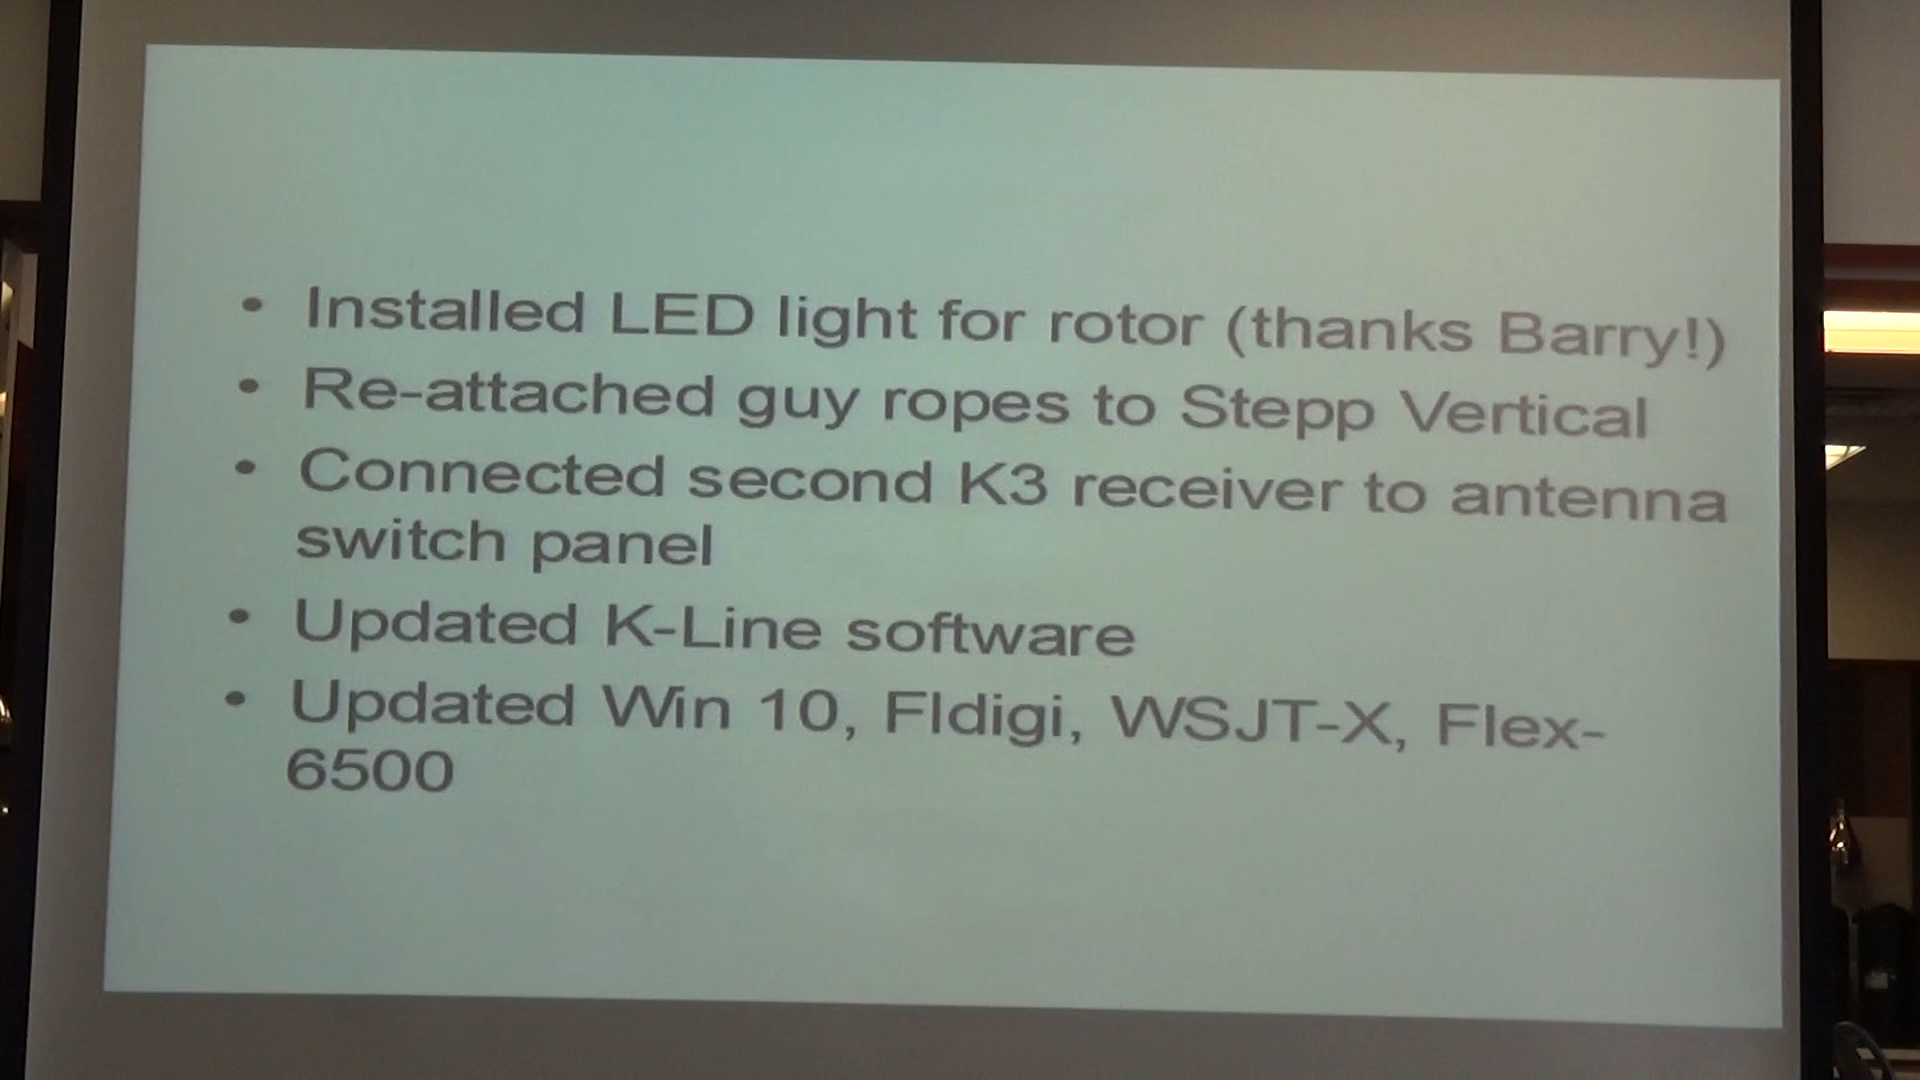 • Installed LED light for rotor (thanks Barry!)
• Re-attached guy ropes to Stepp Vertical
• Connected second K3 receiver to antenna
switch panel
• Updated K-Line software
• Updated Win 10, Fldigi, WSJT-X, Flex-
6500